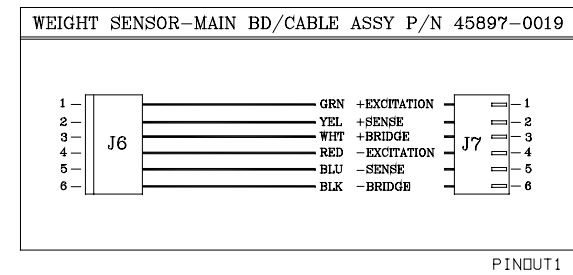 WEIGHT SENSOR-MAIN BD/CABLE ASSY P/N 45897-0019
1 GRN +EXCITATION 1
2 YEL +SENSE 2
3 WHT +BRIDGE 3
J6 J7
4 RED -EXCITATION 4
5 BLU -SENSE 5
6 BLK -BRIDGE 6
PINOUT1